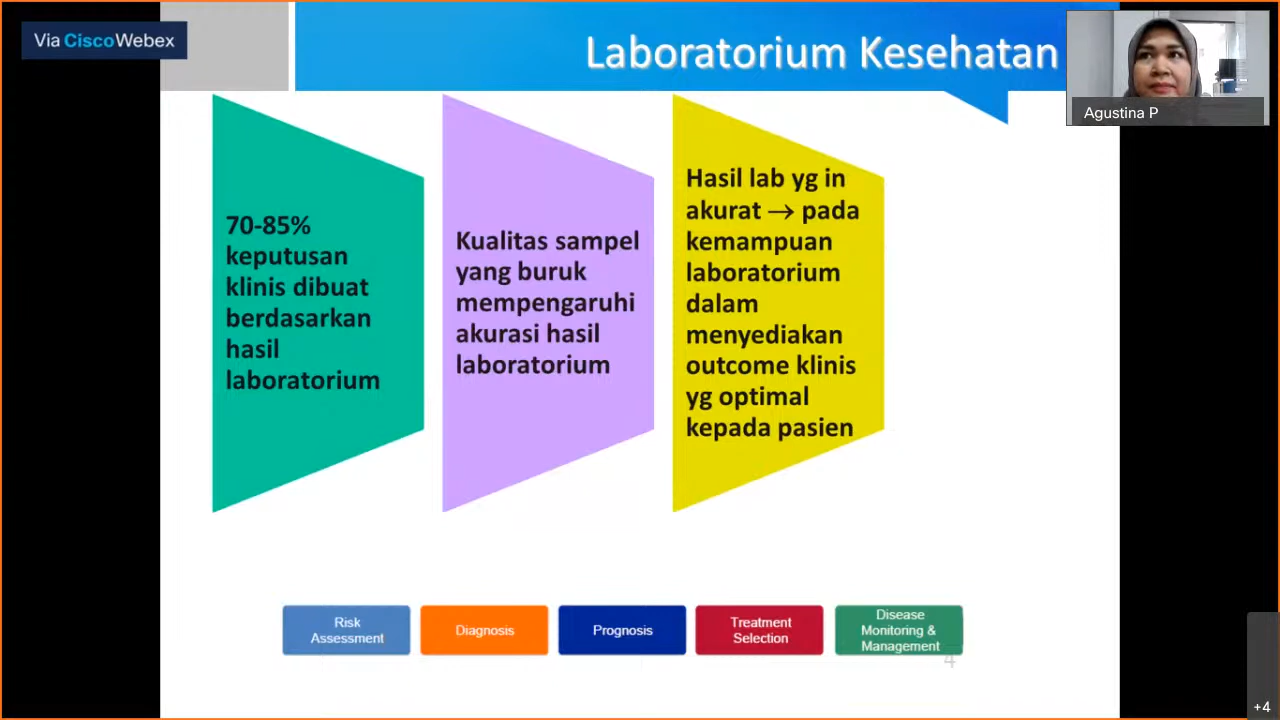 Via CiscoWebex
Laboratorium Kesehatan
Agustina P
70-85%
keputusan
klinis dibuat
berdasarkan
hasil
laboratorium
Kualitas sampel
yang buruk
mempengaruhi
akurasi hasil
laboratorium
Hasil lab yg in
akurat → pada
kemampuan
laboratorium
dalam
menyediakan
outcome klinis
yg optimal
kepada pasien
Risk
Assessment
Diagnosis
Prognosis
Treatment
Selection
Disease
Monitoring &
Management
4
+4